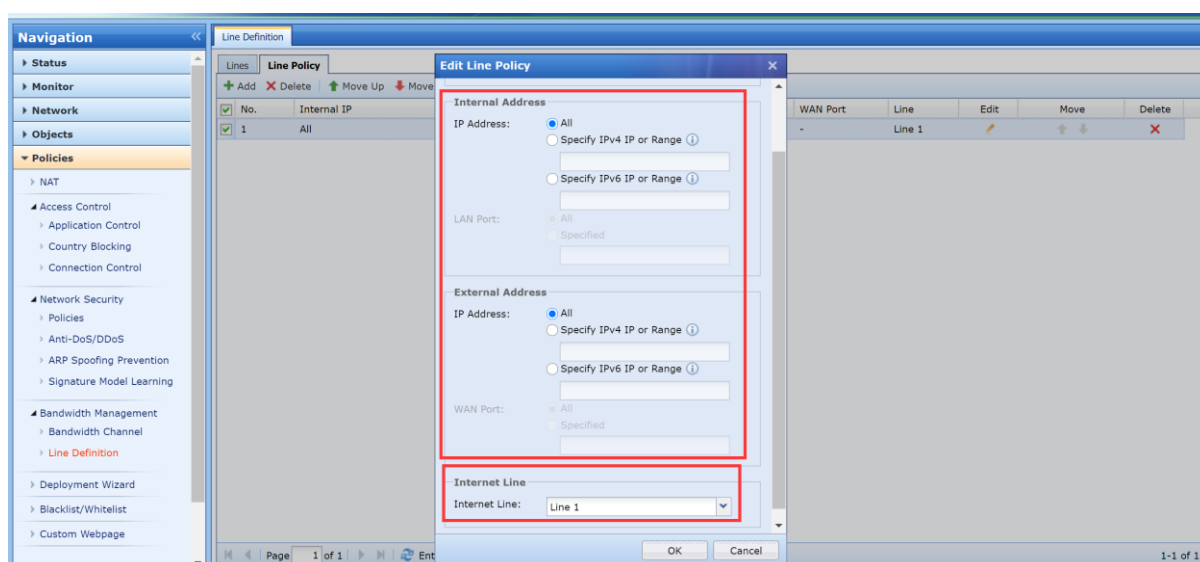 Navigation
Status
Monitor
Network
Objects
Policies
NAT
Access Control
Application Control
Country Blocking
Connection Control
Network Security
Policies
Anti-DoS/DDoS
ARP Spoofing Prevention
Signature Model Learning
Bandwidth Management
Bandwidth Channel
Line Definition
Deployment Wizard
Blacklist/Whitelist
Custom Webpage
Line Definition
Lines Line Policy
Add Delete Move Up Move
No. Internal IP WAN Port Line Edit Move Delete
1 All - Line 1
Edit Line Policy
Internal Address
IP Address: All
Specify IPv4 IP or Range
Specify IPv6 IP or Range
LAN Port: All
Specified
External Address
IP Address: All
Specify IPv4 IP or Range
Specify IPv6 IP or Range
WAN Port: All
Specified
Internet Line
Internet Line: Line 1
OK Cancel
Page 1 of 1 Ent
1-1 of 1